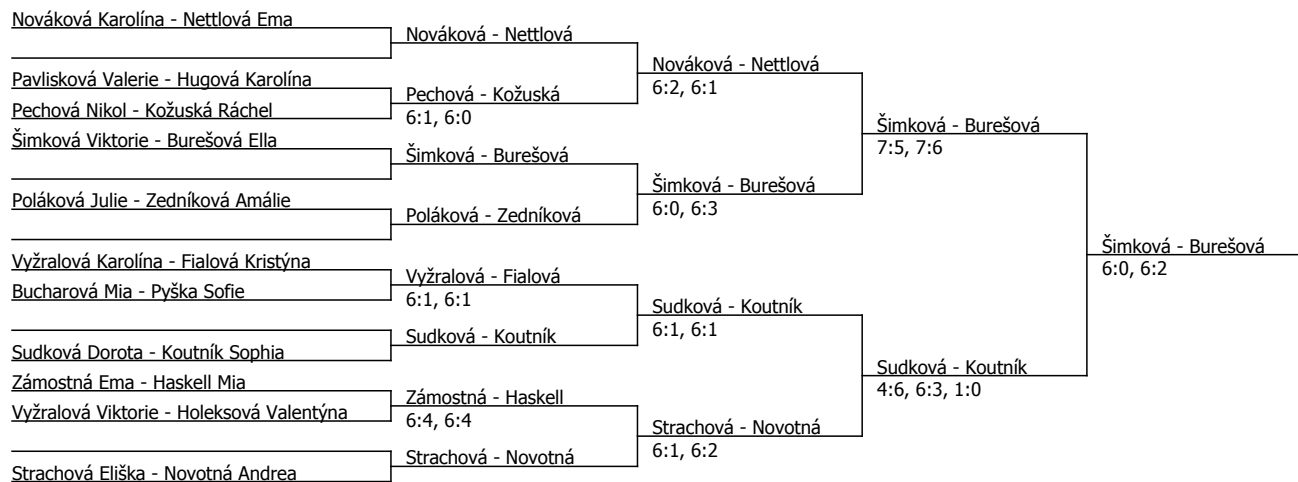 Nováková Karolína - Nettlová Ema
Pavlisková Valerie - Hugová Karolína
Pechová Nikol - Kožuská Ráchel
Šimková Viktorie - Burešová Ella
Poláková Julie - Zedníková Amálie
Vyžralová Karolína - Fialová Kristýna
Bucharová Mia - Pyška Sofie
Sudková Dorota - Koutník Sophia
Zámostná Ema - Haskell Mia
Vyžralová Viktorie - Holeksová Valentýna
Strachová Eliška - Novotná Andrea
Nováková - Nettlová
Pechová - Kožuská
6:1, 6:0
Šimková - Burešová
Poláková - Zedníková
Vyžralová - Fialová
6:1, 6:1
Sudková - Koutník
Zámostná - Haskell
6:4, 6:4
Strachová - Novotná
Nováková - Nettlová
6:2, 6:1
Šimková - Burešová
6:0, 6:3
Sudková - Koutník
6:1, 6:1
Strachová - Novotná
6:1, 6:2
Šimková - Burešová
7:5, 7:6
Sudková - Koutník
4:6, 6:3, 1:0
Šimková - Burešová
6:0, 6:2